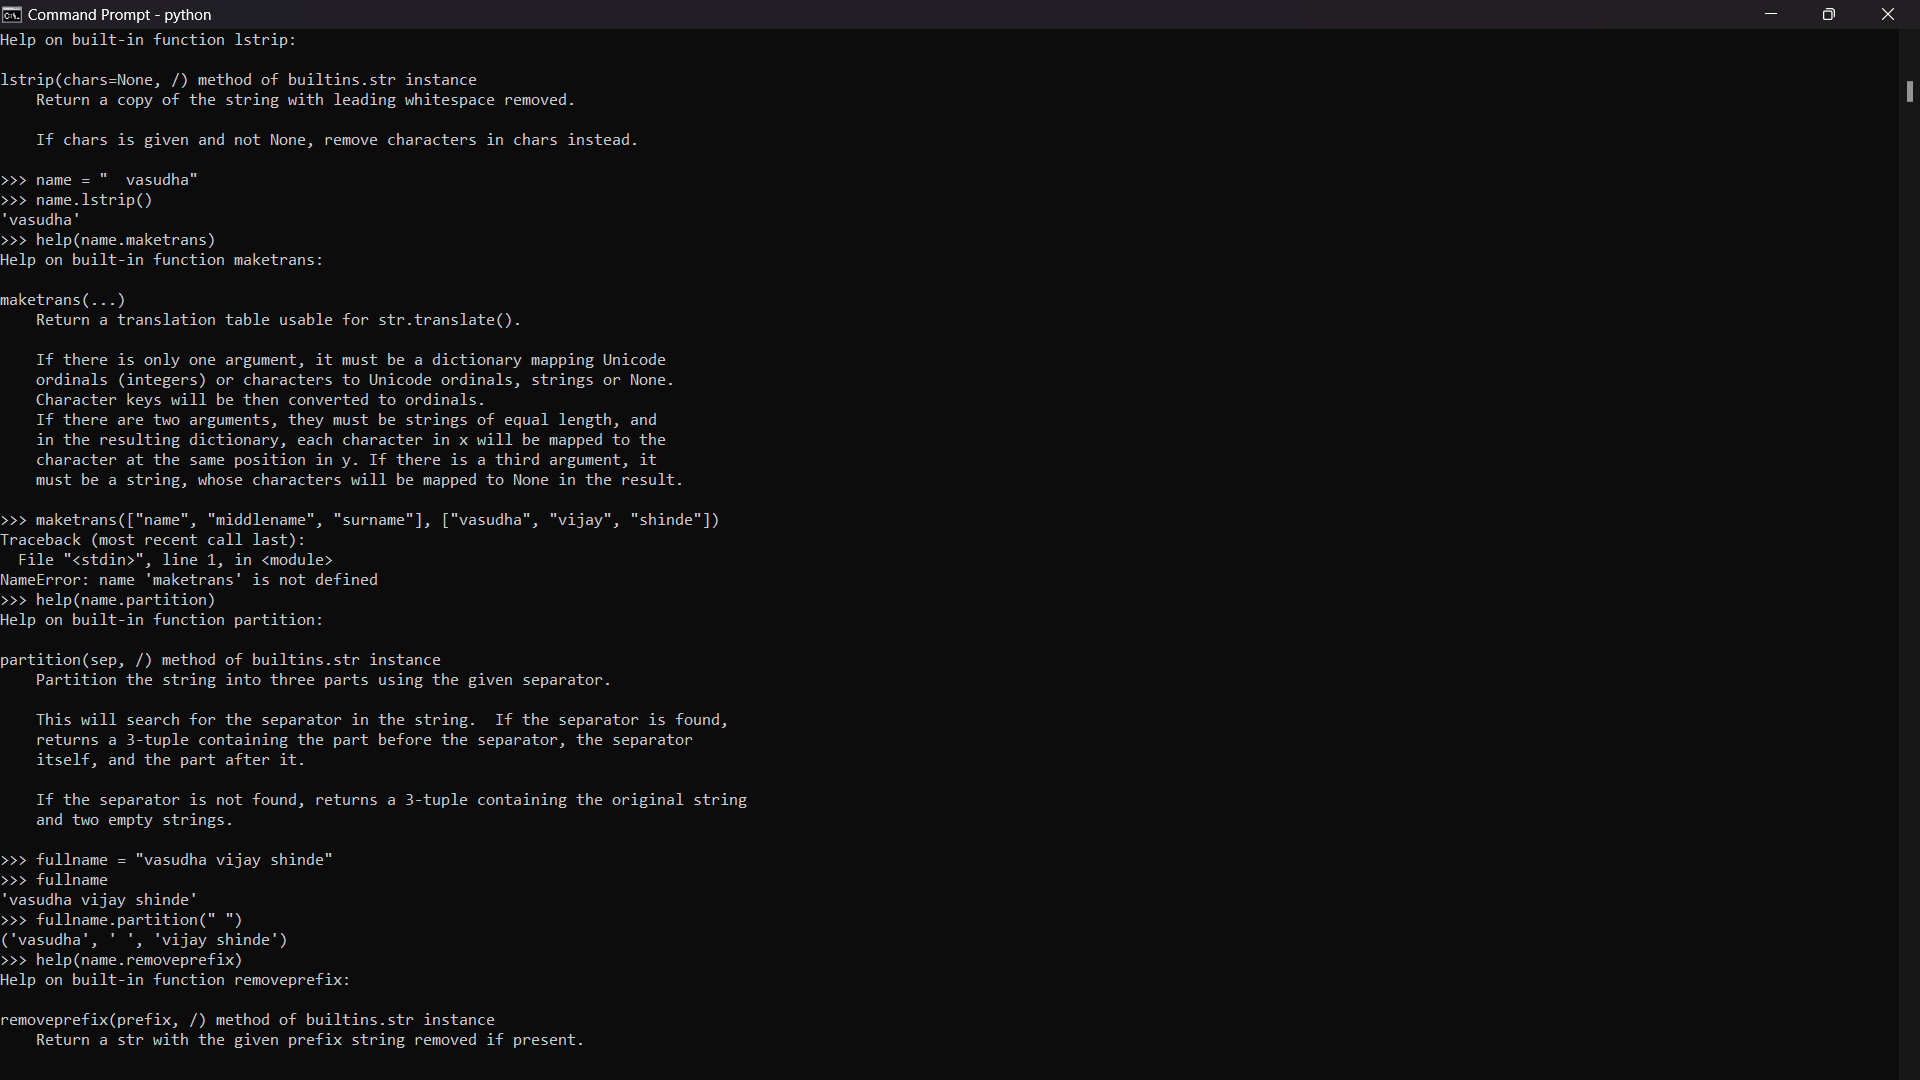 Command Prompt - python
Help on built-in function lstrip:
lstrip(chars=None, /) method of builtins.str instance
    Return a copy of the string with leading whitespace removed.
    If chars is given and not None, remove characters in chars instead.
>>> name = "  vasudha"
>>> name.lstrip()
'vasudha'
>>> help(name.maketrans)
Help on built-in function maketrans:
maketrans(...)
    Return a translation table usable for str.translate().
    If there is only one argument, it must be a dictionary mapping Unicode
    ordinals (integers) or characters to Unicode ordinals, strings or None.
    Character keys will be then converted to ordinals.
    If there are two arguments, they must be strings of equal length, and
    in the resulting dictionary, each character in x will be mapped to the
    character at the same position in y. If there is a third argument, it
    must be a string, whose characters will be mapped to None in the result.
>>> maketrans(["name", "middlename", "surname"], ["vasudha", "vijay", "shinde"])
Traceback (most recent call last):
  File "<stdin>", line 1, in <module>
NameError: name 'maketrans' is not defined
>>> help(name.partition)
Help on built-in function partition:
partition(sep, /) method of builtins.str instance
    Partition the string into three parts using the given separator.
    This will search for the separator in the string.  If the separator is found,
    returns a 3-tuple containing the part before the separator, the separator
    itself, and the part after it.
    If the separator is not found, returns a 3-tuple containing the original string
    and two empty strings.
>>> fullname = "vasudha vijay shinde"
>>> fullname
'vasudha vijay shinde'
>>> fullname.partition(" ")
('vasudha', ' ', 'vijay shinde')
>>> help(name.removeprefix)
Help on built-in function removeprefix:
removeprefix(prefix, /) method of builtins.str instance
    Return a str with the given prefix string removed if present.